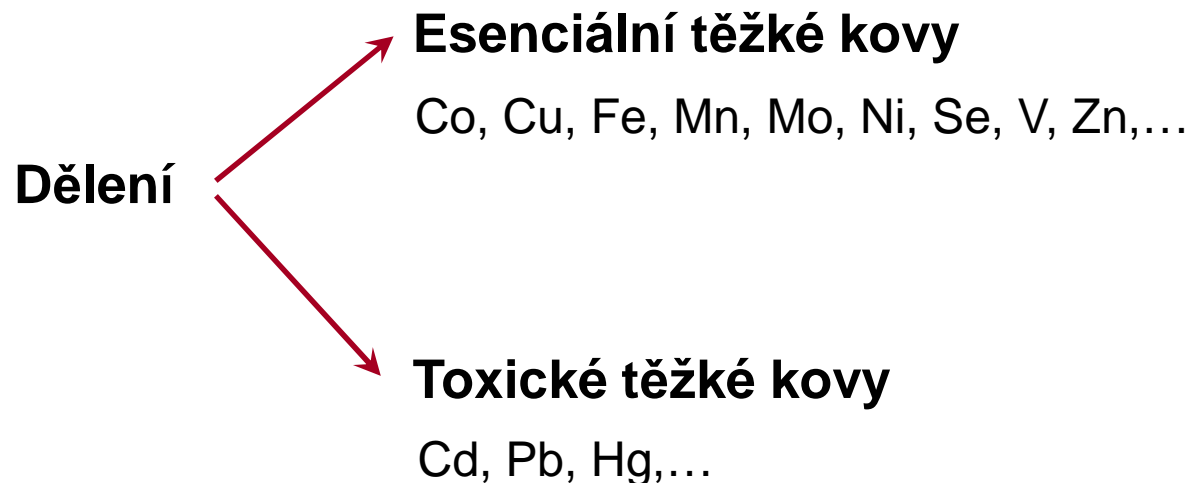 Esenciální těžké kovy
Co, Cu, Fe, Mn, Mo, Ni, Se, V, Zn,…
Dělení
Toxické těžké kovy
Cd, Pb, Hg,…